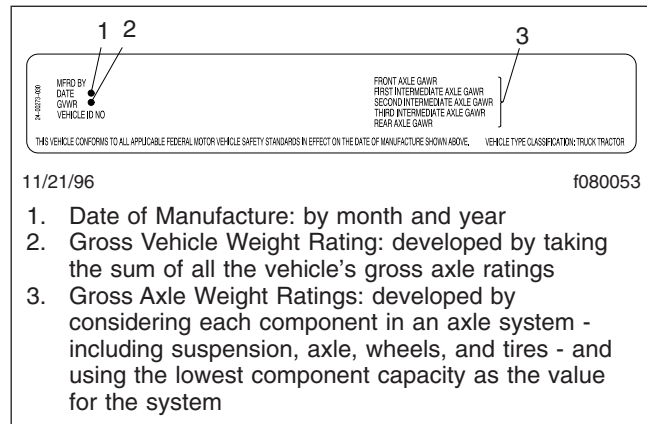 1 2
3
24-00273-000
MFRD BY
DATE
GVWR
VEHICLE ID NO
FRONT AXLE GAWR
FIRST INTERMEDIATE AXLE GAWR
SECOND INTERMEDIATE AXLE GAWR
THIRD INTERMEDIATE AXLE GAWR
REAR AXLE GAWR
THIS VEHICLE CONFORMS TO ALL APPLICABLE FEDERAL MOTOR VEHICLE SAFETY STANDARDS IN EFFECT ON THE DATE OF MANUFACTURE SHOWN ABOVE. VEHICLE TYPE CLASSIFICATION: TRUCK TRACTOR
11/21/96 f080053
1. Date of Manufacture: by month and year
2. Gross Vehicle Weight Rating: developed by taking
the sum of all the vehicle's gross axle ratings
3. Gross Axle Weight Ratings: developed by
considering each component in an axle system -
including suspension, axle, wheels, and tires - and
using the lowest component capacity as the value
for the system